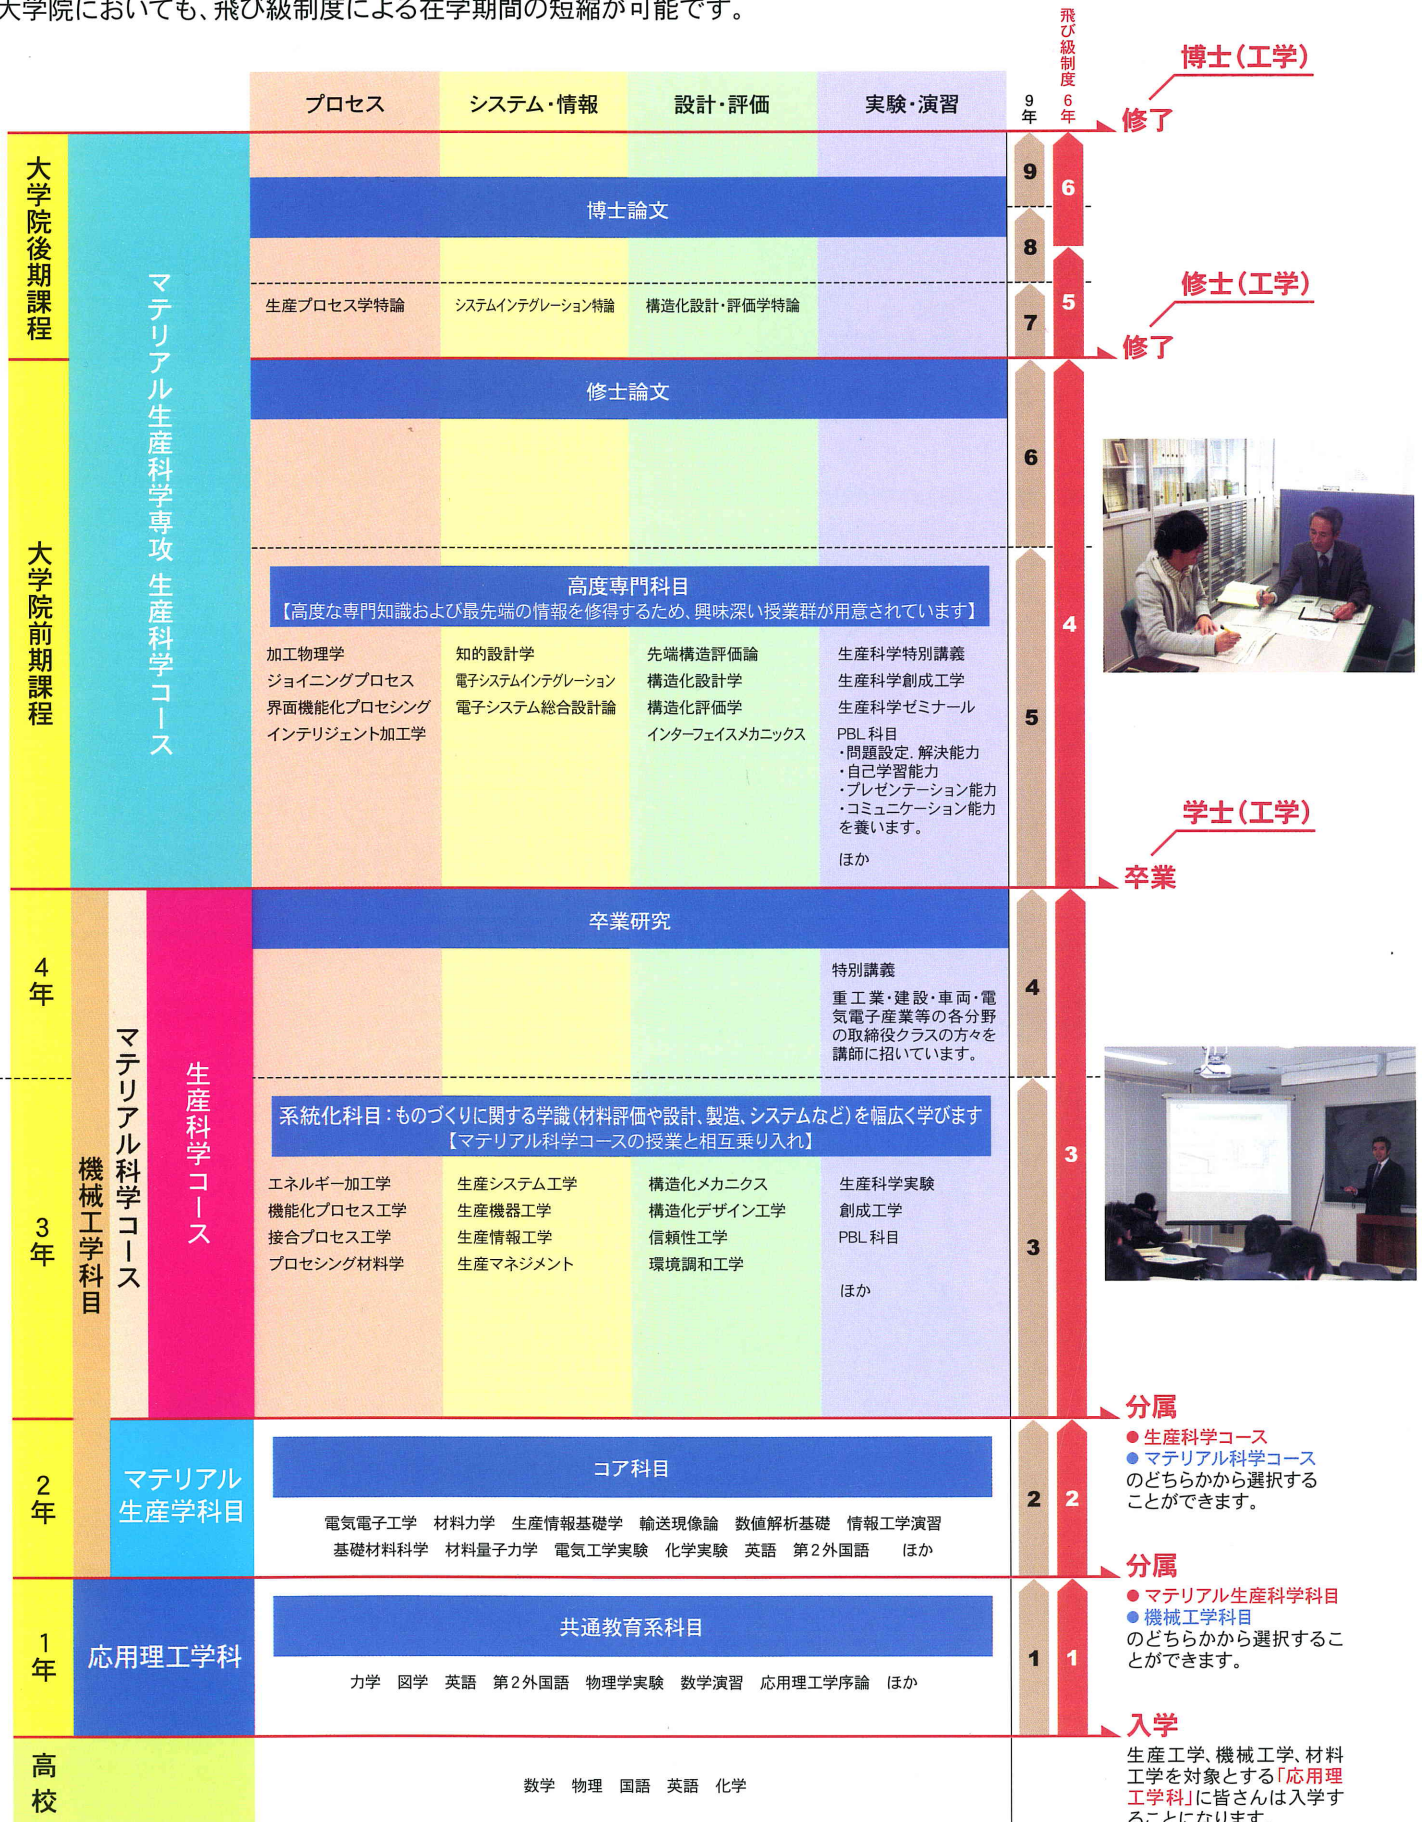 大学院においても、飛び級制度による在学期間の短縮が可能です。
飛び級制度
プロセス
システム・情報
設計・評価
実験・演習
9年
6年
博士(工学)
修了
大学院後期課程
マテリアル生産科学専攻 生産科学コース
博士論文
9
8
7
6
5
生産プロセス学特論
システムインテグレーション特論
構造化設計・評価学特論
修士(工学)
修了
大学院前期課程
修士論文
6
5
4
高度専門科目
【高度な専門知識および最先端の情報を修得するため、興味深い授業群が用意されています】
加工物理学
ジョイニングプロセス
界面機能化プロセシング
インテリジェント加工学
知的設計学
電子システムインテグレーション
電子システム総合設計論
先端構造評価論
構造化設計学
構造化評価学
インターフェイスメカニックス
生産科学特別講義
生産科学創成工学
生産科学ゼミナール
PBL科目
・問題設定.解決能力
・自己学習能力
・プレゼンテーション能力
・コミュニケーション能力
を養います。
ほか
学士(工学)
卒業
4年
3年
機械工学科目
マテリアル科学コース
生産科学コース
卒業研究
特別講義
重工業・建設・車両・電
気電子産業等の各分野
の取締役クラスの方々を
講師に招いています。
4
3
3
系統化科目：ものづくりに関する学識(材料評価や設計、製造、システムなど)を幅広く学びます
【マテリアル科学コースの授業と相互乗り入れ】
エネルギー加工学
機能化プロセス工学
接合プロセス工学
プロセシング材料学
生産システム工学
生産機器工学
生産情報工学
生産マネジメント
構造化メカニクス
構造化デザイン工学
信頼性工学
環境調和工学
生産科学実験
創成工学
PBL科目
ほか
分属
●生産科学コース
●マテリアル科学コース
のどちらかから選択する
ことができます。
2年
マテリアル
生産学科目
コア科目
電気電子工学 材料力学 生産情報基礎学 輸送現像論 数値解析基礎 情報工学演習
基礎材料科学 材料量子力学 電気工学実験 化学実験 英語 第2外国語 ほか
2
2
分属
●マテリアル生産科学科目
●機械工学科目
のどちらかから選択するこ
とができます。
1年
応用理工学科
共通教育系科目
力学 図学 英語 第2外国語 物理学実験 数学演習 応用理工学序論 ほか
1
1
入学
生産工学、機械工学、材料
工学を対象とする「応用理
工学科」に皆さんは入学す
ることになります
高校
数学 物理 国語 英語 化学